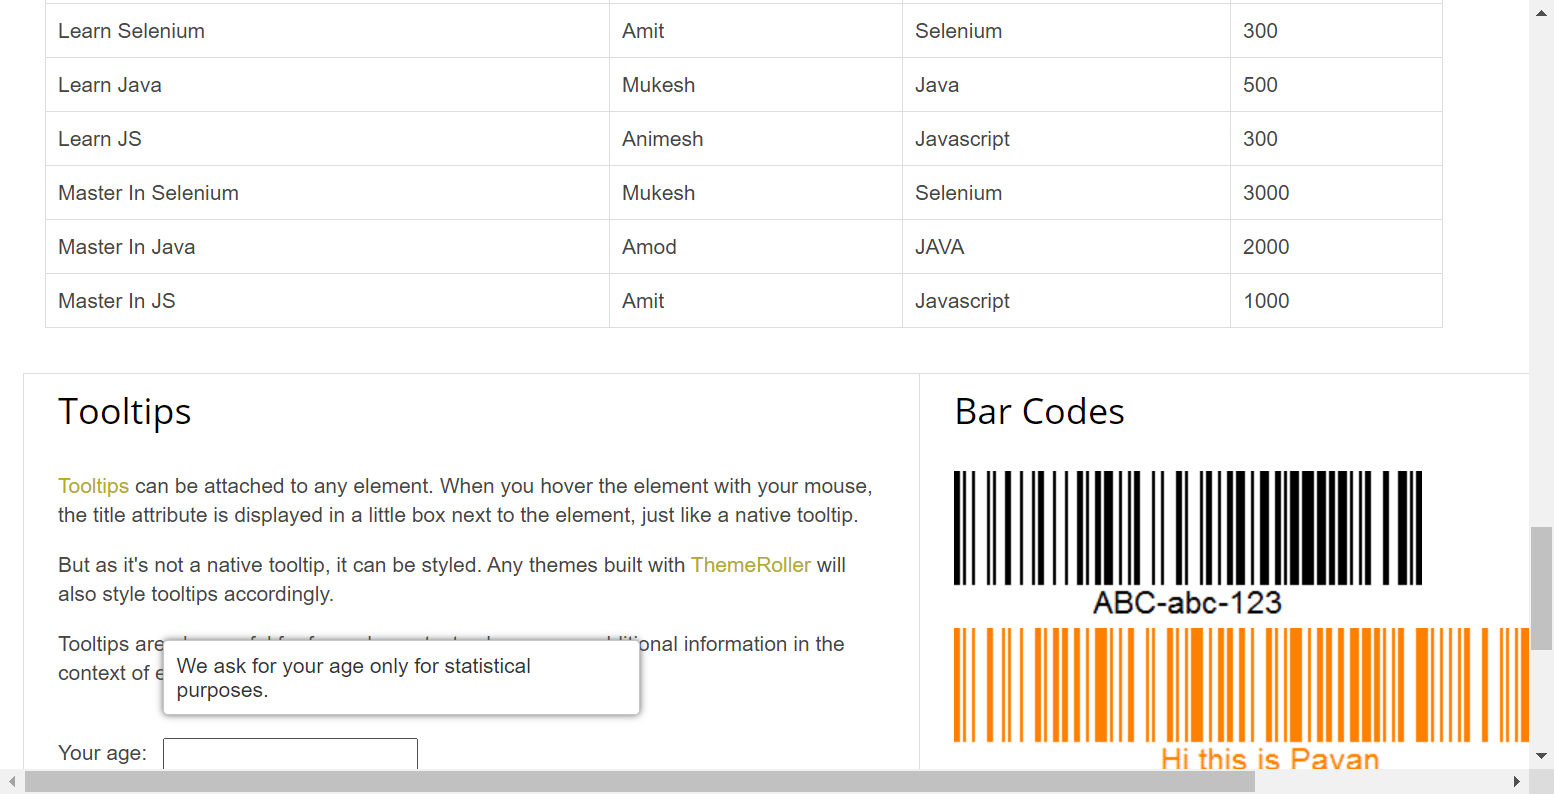 Learn Selenium Amit Selenium 300
Learn Java Mukesh Java 500
Learn JS Animesh Javascript 300
Master In Selenium Mukesh Selenium 3000
Master In Java Amod JAVA 2000
Master In JS Amit Javascript 1000
Tooltips
Tooltips can be attached to any element. When you hover the element with your mouse,
the title attribute is displayed in a little box next to the element, just like a native tooltip.
But as it's not a native tooltip, it can be styled. Any themes built with ThemeRoller will
also style tooltips accordingly.
Tooltips are information in the
context of
We ask for your age only for statistical
purposes.
Your age:
Bar Codes
ABC-abc-123
Hi this is Pavan